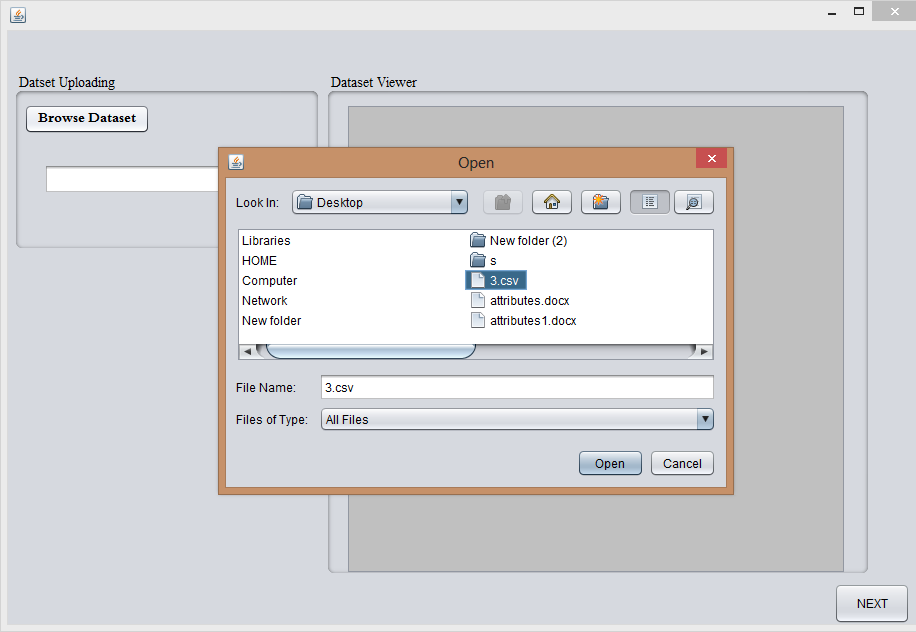 Datset Uploading
Dataset Viewer
Browse Dataset
Open
Look In:
Desktop
Libraries
HOME
Computer
Network
New folder
New folder (2)
s
3.csv
attributes.docx
attributes1.docx
File Name:
3.csv
Files of Type:
All Files
Open
Cancel
NEXT